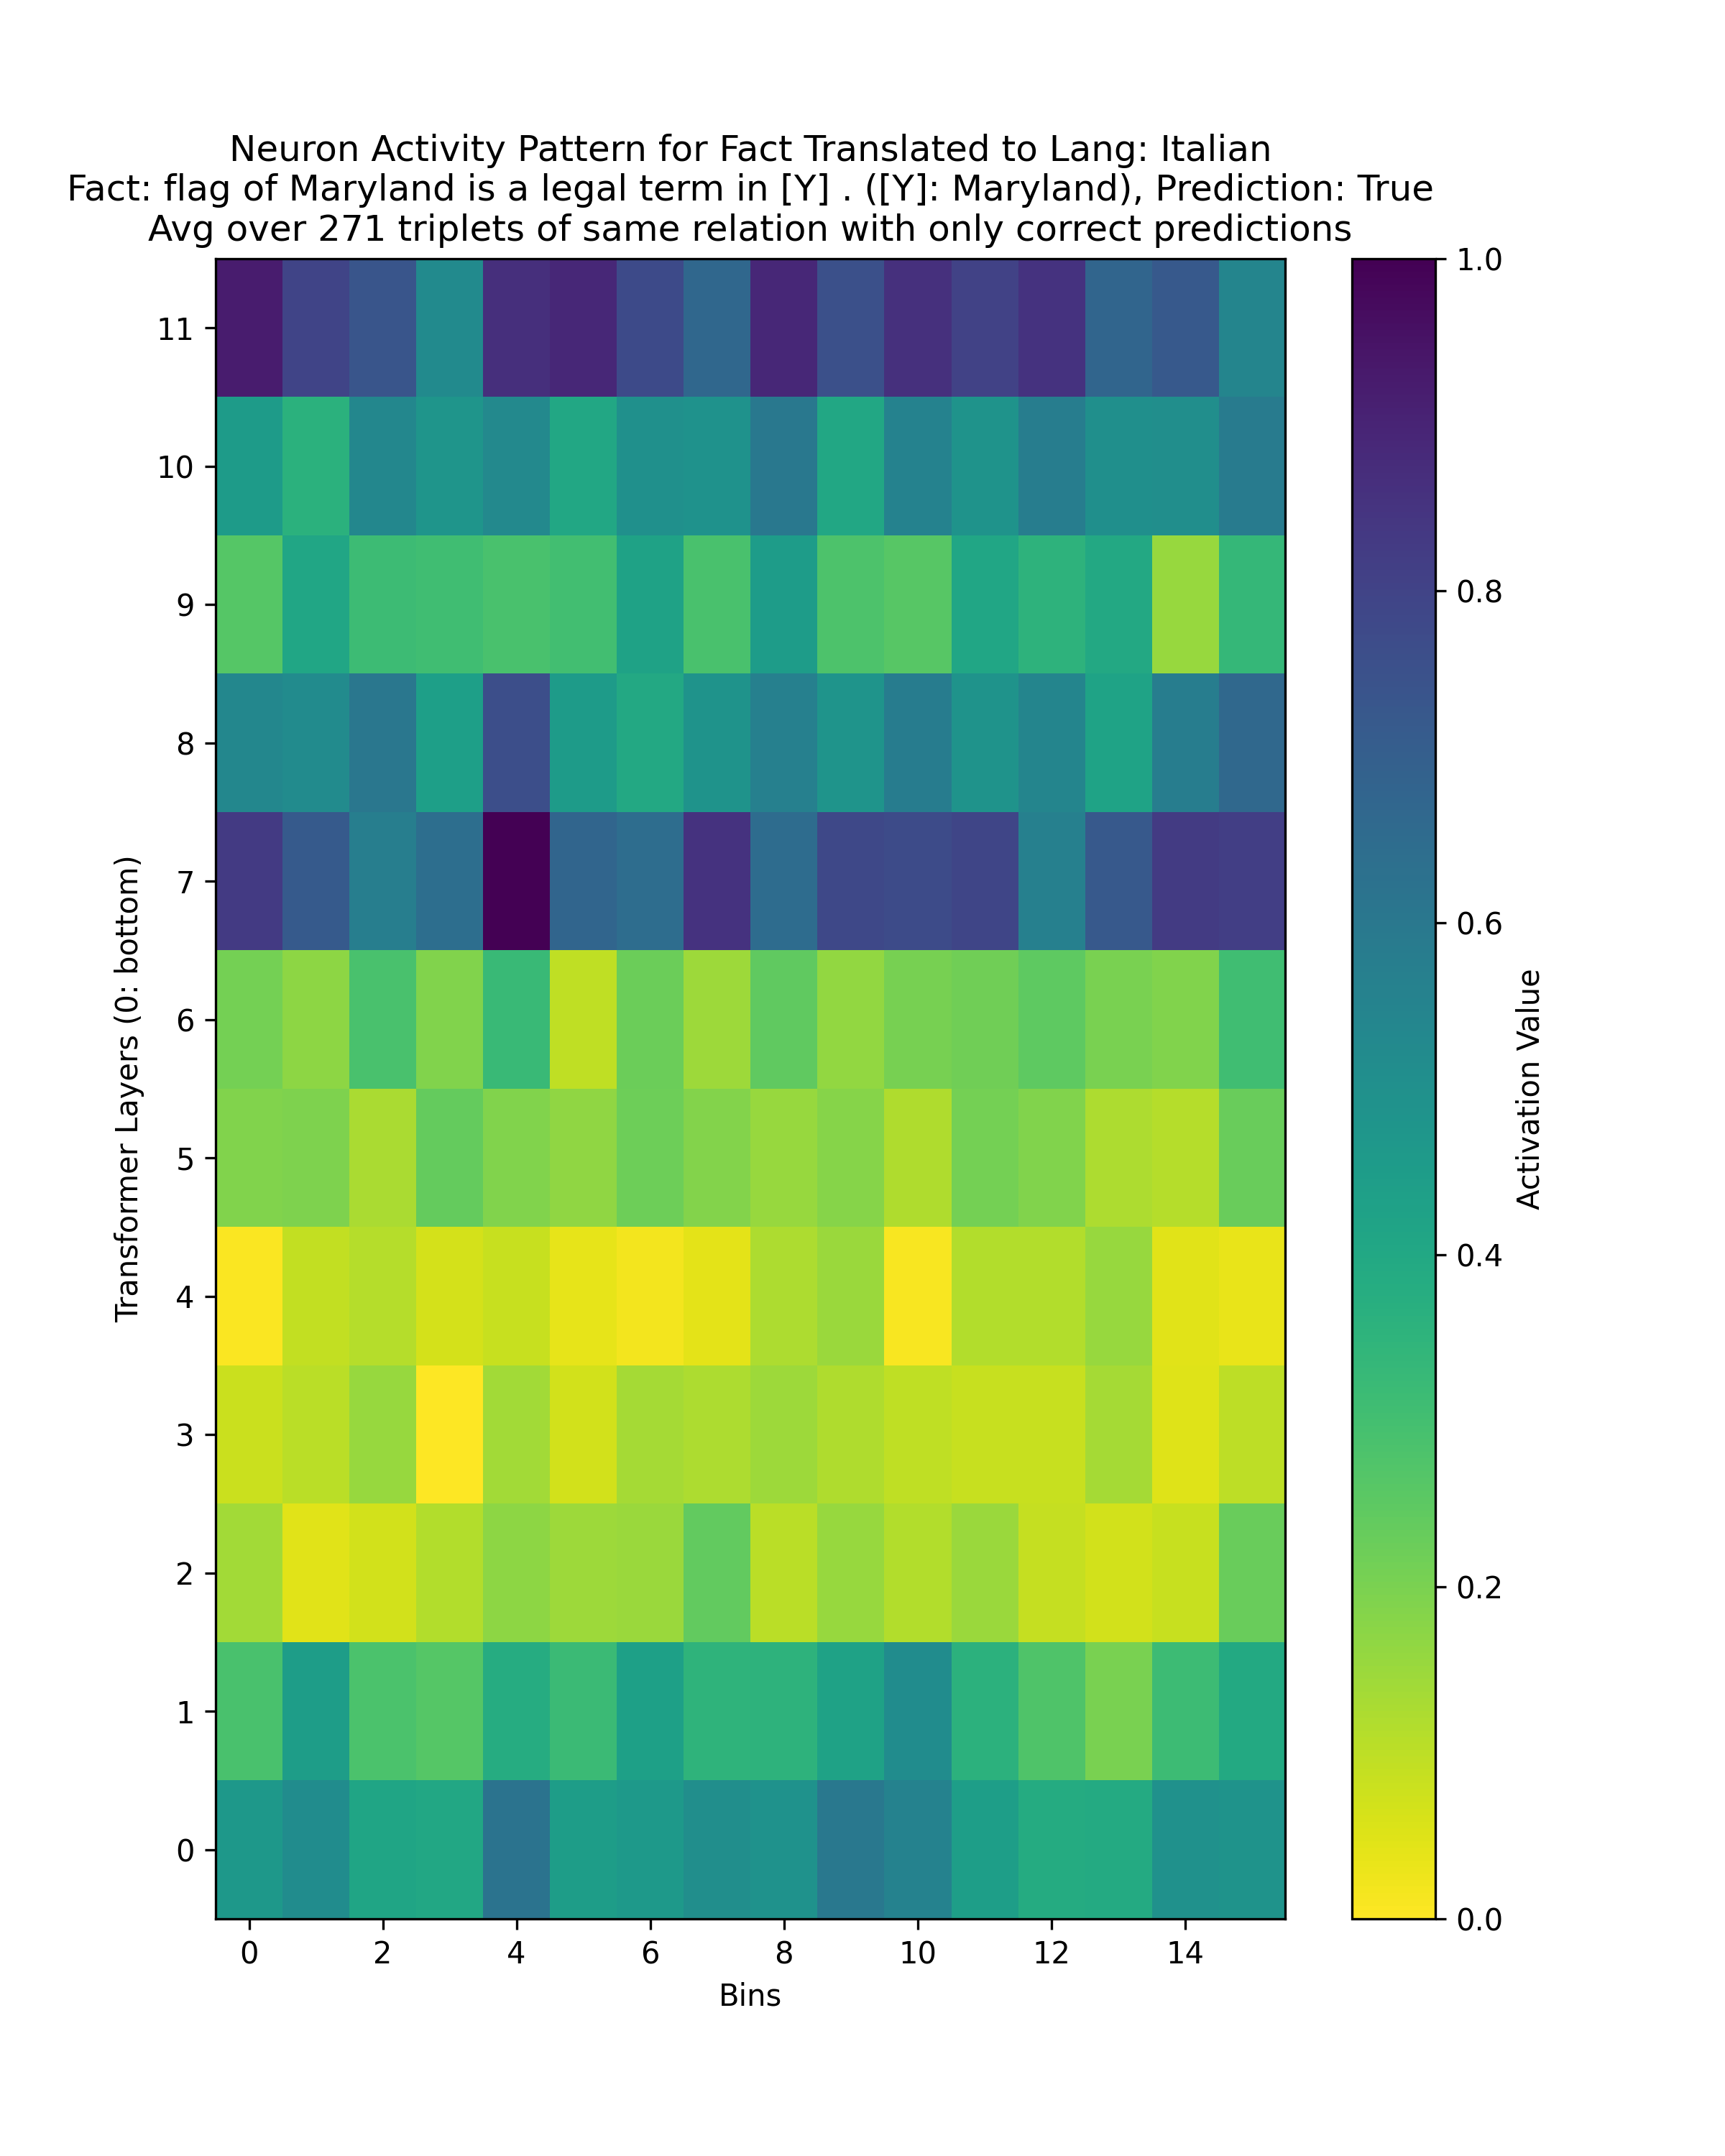 Neuron Activity Pattern for Fact Translated to Lang: Italian
Fact: flag of Maryland is a legal term in [Y] . ([Y]: Maryland), Prediction: True
Avg over 271 triplets of same relation with only correct predictions
11
10
9
8
7
6
5
4
3
2
1
0
Transformer Layers (0: bottom)
0 2 4 6 8 10 12 14
Bins
1.0
0.8
0.6
0.4
0.2
0.0
Activation Value